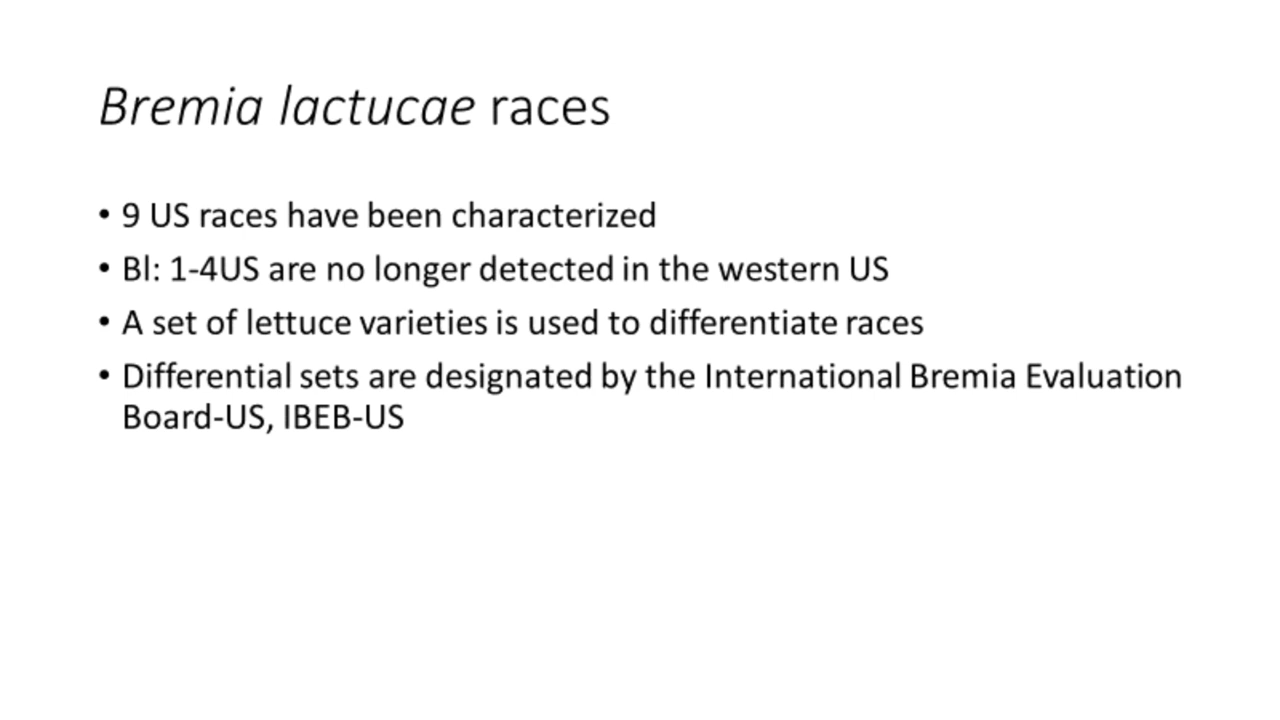 Bremia lactucae races
• 9 US races have been characterized
• Bl: 1-4US are no longer detected in the western US
• A set of lettuce varieties is used to differentiate races
• Differential sets are designated by the International Bremia Evaluation
Board-US, IBEB-US